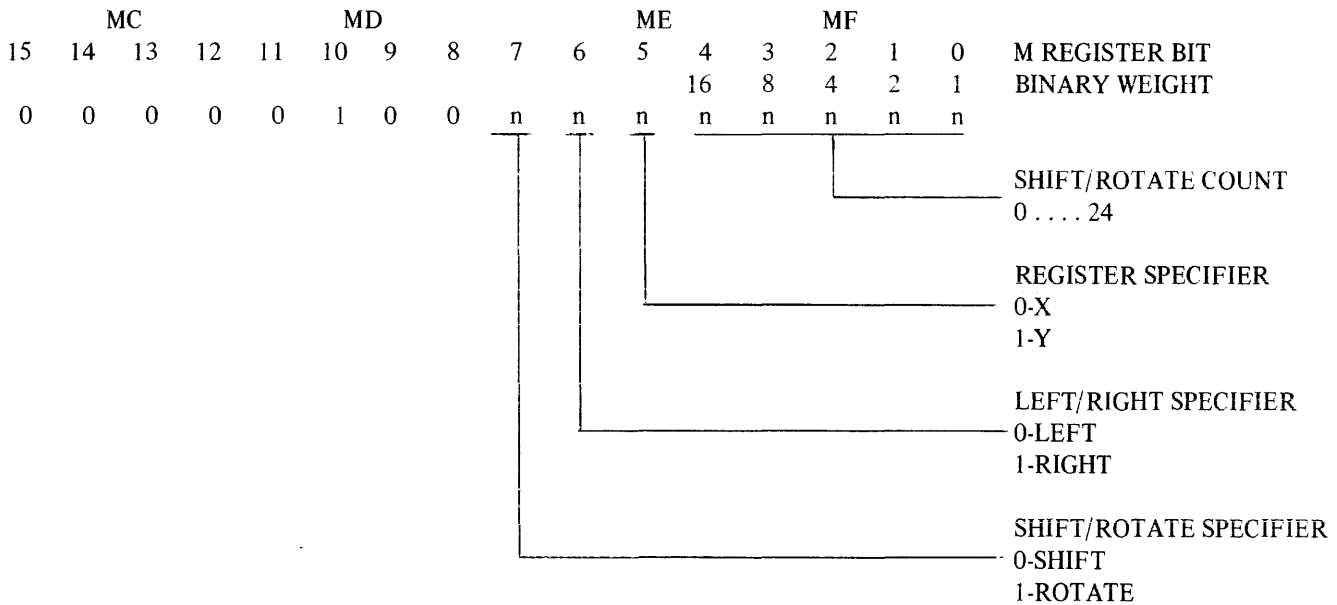 MC MD ME MF
15 14 13 12 11 10 9 8 7 6 5 4 3 2 1 0 M REGISTER BIT
16 8 4 2 1 BINARY WEIGHT
0 0 0 0 0 1 0 0 n n n n n n n n
SHIFT/ROTATE COUNT
0 .... 24
REGISTER SPECIFIER
0-X
1-Y
LEFT/RIGHT SPECIFIER
0-LEFT
1-RIGHT
SHIFT/ROTATE SPECIFIER
0-SHIFT
1-ROTATE